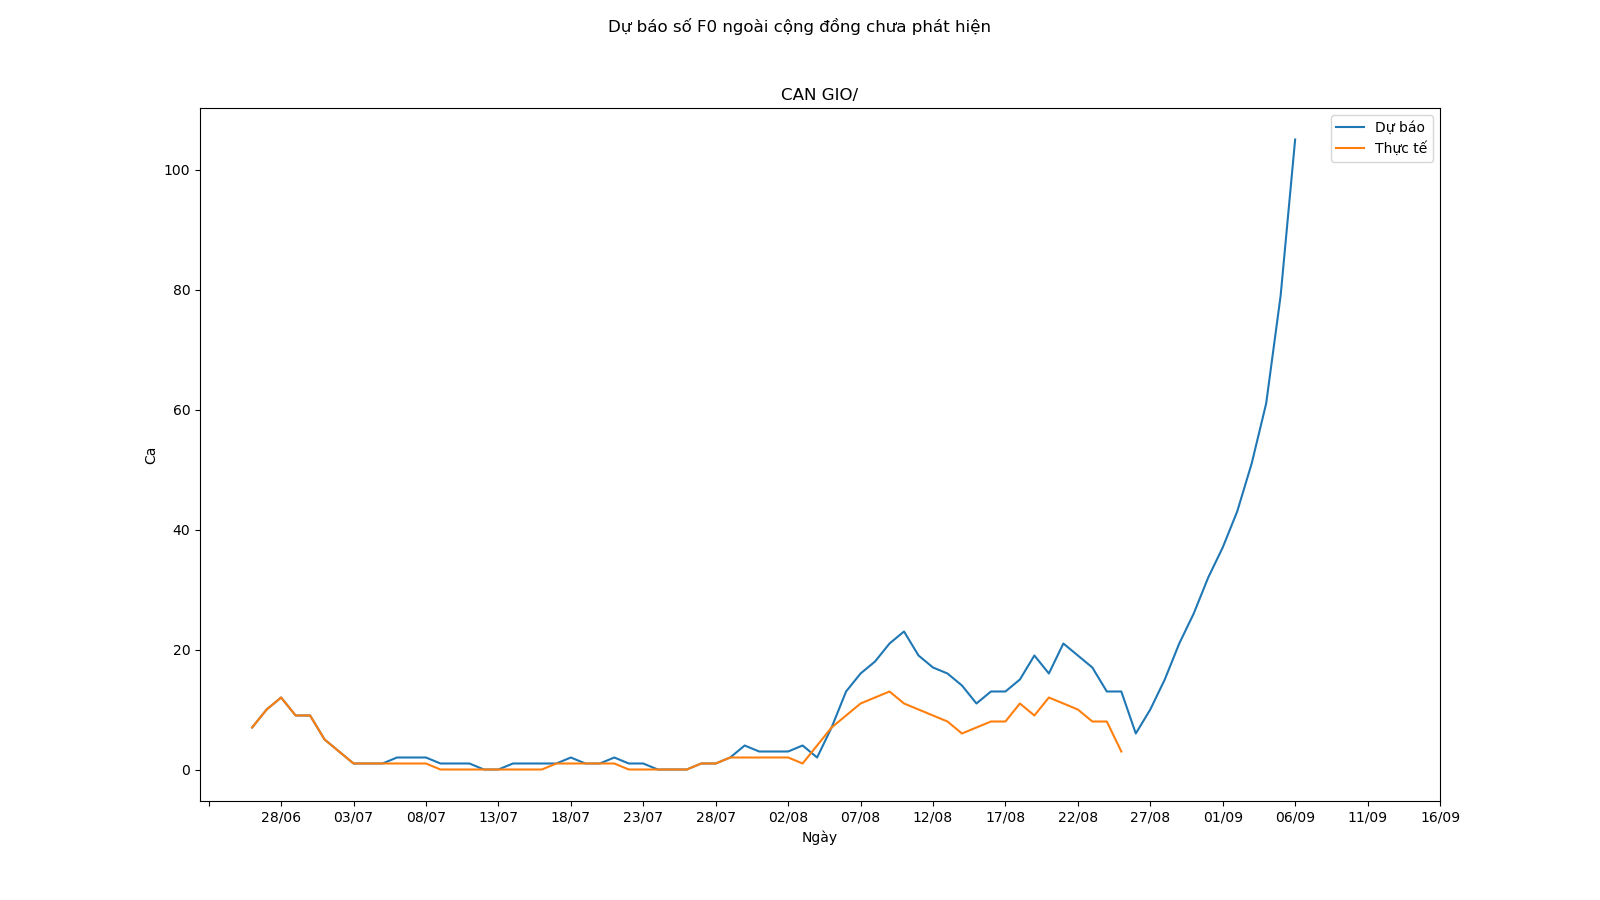 Dự báo số F0 ngoài cộng đồng chưa phát hiện
CAN GIO/
Dự báo
Thực tế
100
80
60
40
20
0
Ca
28/06 03/07 08/07 13/07 18/07 23/07 28/07 02/08 07/08 12/08 17/08 22/08 27/08 01/09 06/09 11/09 16/09
Ngày